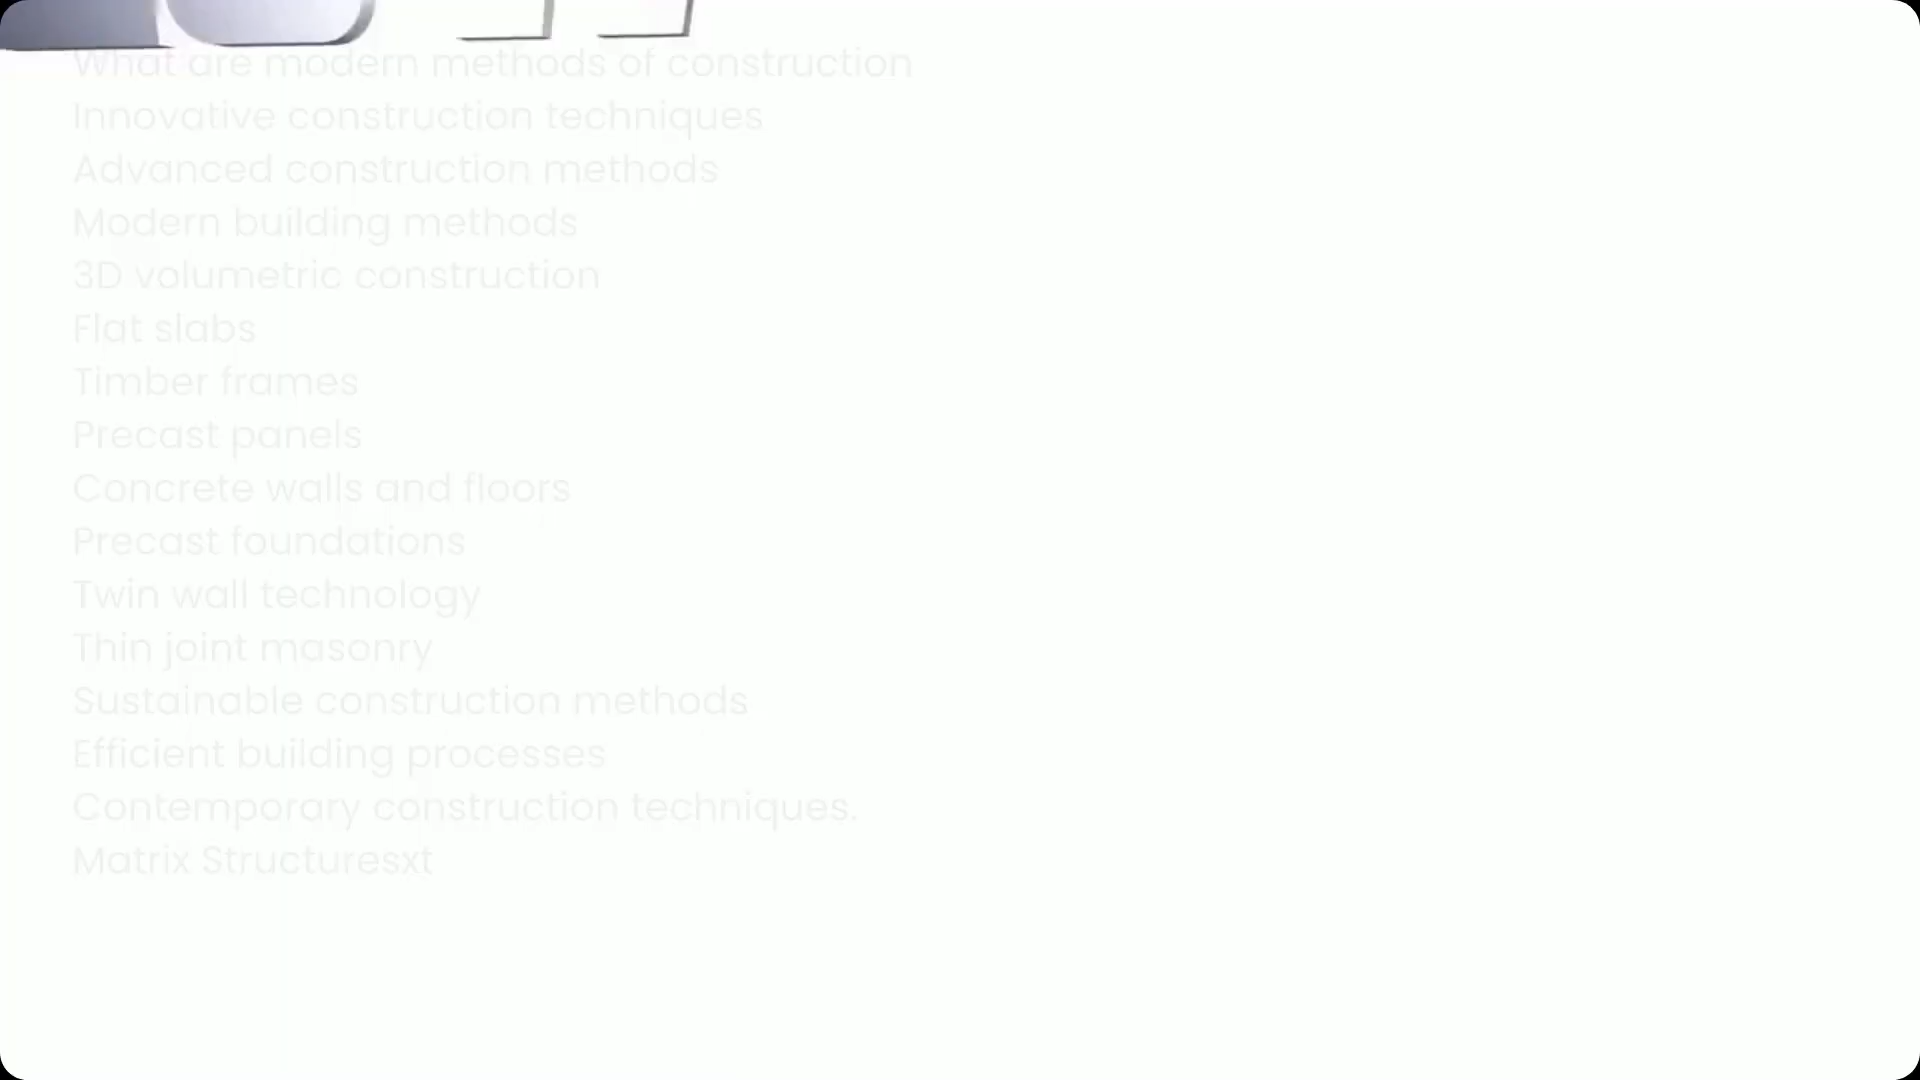 What are modern methods of construction
Innovative construction techniques
Advanced construction methods
Modern building methods
3D volumetric construction
Flat slabs
Timber frames
Precast panels
Concrete walls and floors
Precast foundations
Twin wall technology
Thin joint masonry
Sustainable construction methods
Efficient building processes
Contemporary construction techniques.
Matrix Structuresxt